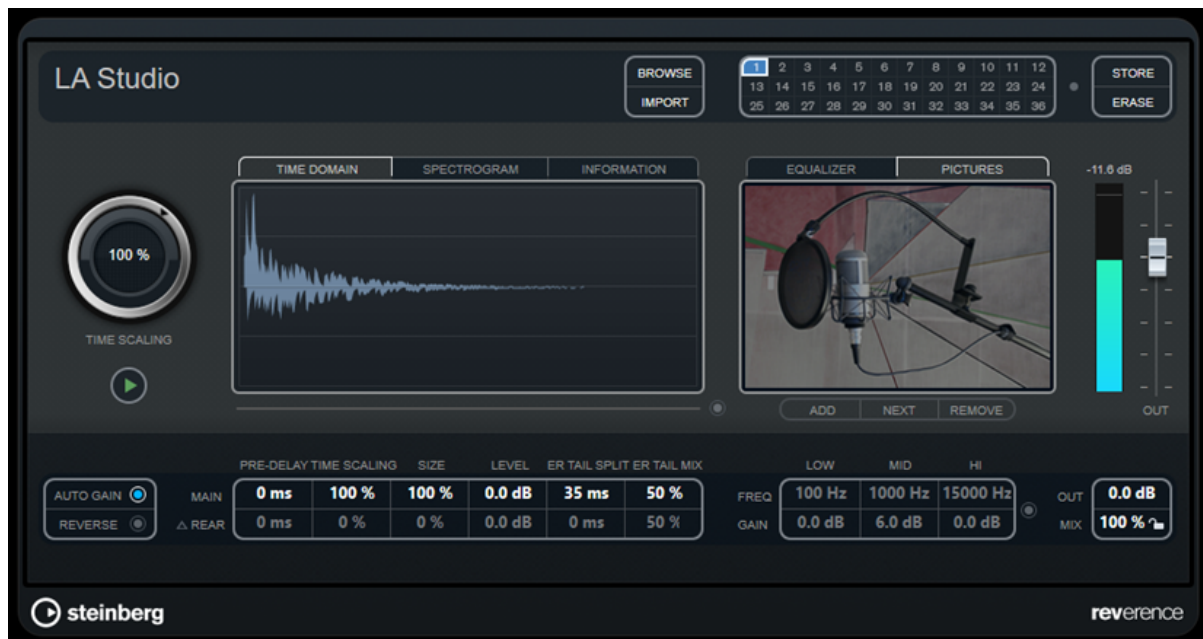 LA Studio
BROWSE
IMPORT
1 2 3 4 5 6 7 8 9 10 11 12
13 14 15 16 17 18 19 20 21 22 23 24
25 26 27 28 29 30 31 32 33 34 35 36
STORE
ERASE
TIME DOMAIN SPECTROGRAM INFORMATION
EQUALIZER PICTURES
-11.6 dB
100 %
TIME SCALING
ADD NEXT REMOVE
OUT
PRE-DELAY TIME SCALING SIZE LEVEL ER TAIL SPLIT ER TAIL MIX
LOW MID HI
AUTO GAIN
REVERSE
MAIN 0 ms 100 % 100 % 0.0 dB 35 ms 50 %
△ REAR 0 ms 0 % 0 % 0.0 dB 0 ms 50 %
FREQ 100 Hz 1000 Hz 15000 Hz
GAIN 0.0 dB 6.0 dB 0.0 dB
OUT 0.0 dB
MIX 100 %
steinberg
reverence